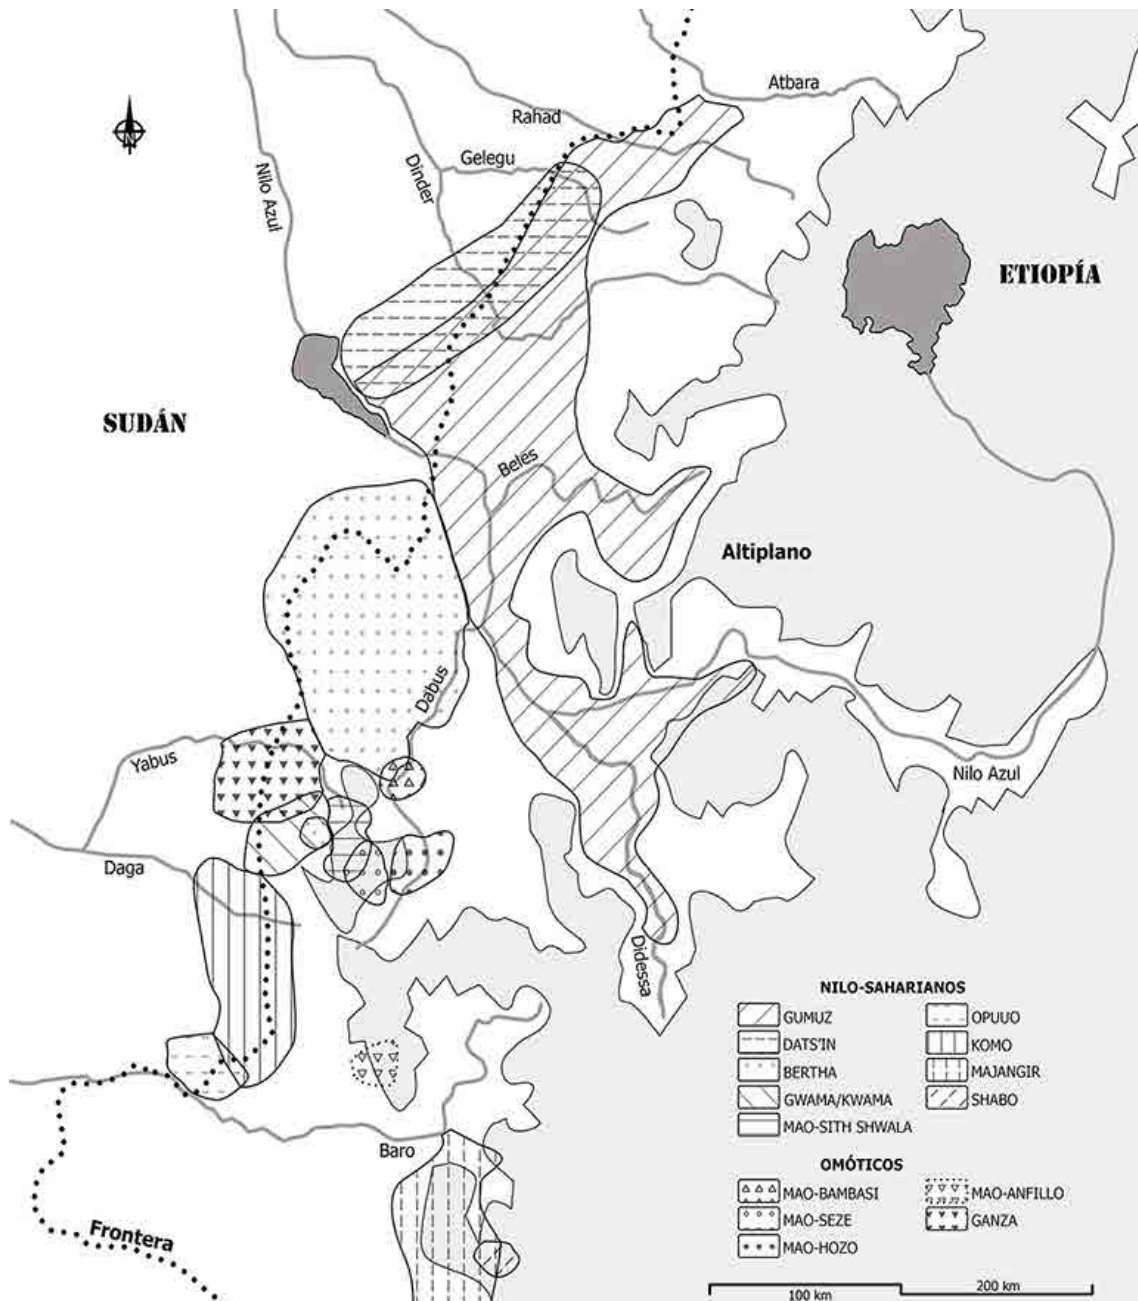 Atbara
Rahad
Gelegu
Dinder
Nilo Azul
N
ETIOPÍA
SUDÁN
Beles
Altiplano
Dabus
Yabus
Nilo Azul
Daga
Didessa
Baro
Frontera
NILO-SAHARIANOS
GUMUZ
DATS'IN
BERTHA
GWAMA/KWAMA
MAO-SITH SHWALA
OPUUO
KOMO
MAJANGIR
SHABO
OMÓTICOS
MAO-BAMBASI
MAO-SEZE
MAO-HOZO
MAO-ANFILLO
GANZA
100 km
200 km